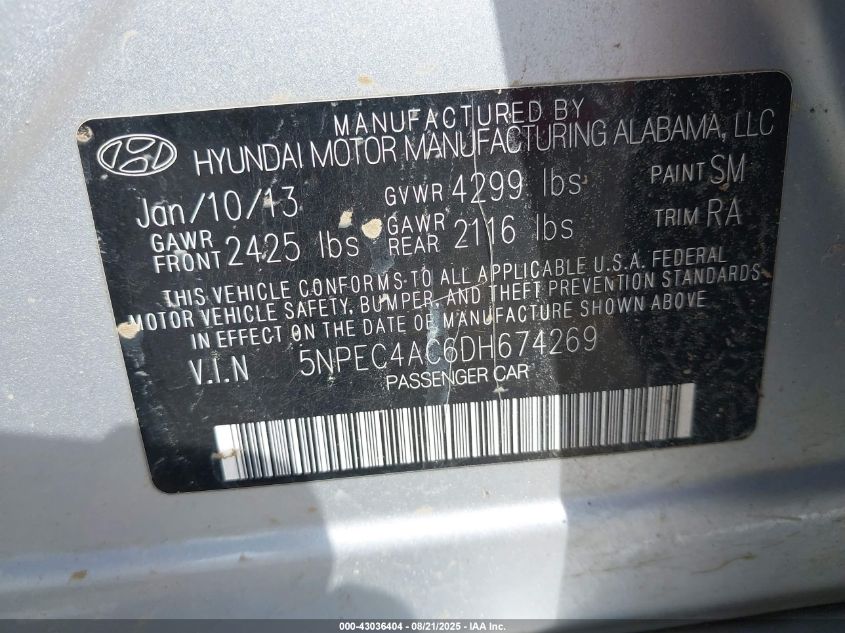 MANUFACTURED BY
HYUNDAI MOTOR MANUFACTURING ALABAMA, LLC
Jan/10/13 GVWR 4299 lbs PAINT SM
GAWR FRONT 2425 lbs GAWR REAR 2116 lbs TRIM RA
THIS VEHICLE CONFORMS TO ALL APPLICABLE U.S.A. FEDERAL
MOTOR VEHICLE SAFETY, BUMPER, AND THEFT PREVENTION STANDARDS
IN EFFECT ON THE DATE OF MANUFACTURE SHOWN ABOVE
V.I.N 5NPEC4AC6DH674269
PASSENGER CAR
000-43036404 - 08/21/2025 - IAA Inc.